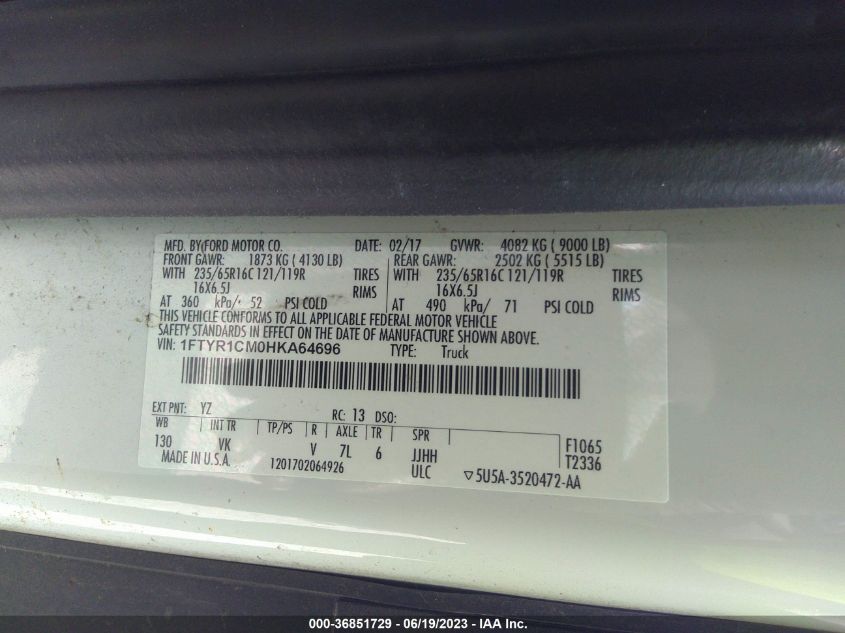 MFD. BY(FORD MOTOR CO. DATE: 02/17 GVWR: 4082 KG ( 9000 LB)
FRONT GAWR: 1873 KG ( 4130 LB) REAR GAWR: 2502 KG ( 5515 LB)
WITH 235/65R16C 121/119R TIRES WITH 235/65R16C 121/119R TIRES
16X6.5J RIMS 16X6.5J RIMS
AT 360 kPa/ 52 PSI COLD AT 490 kPa/ 71 PSI COLD
THIS VEHICLE CONFORMS TO ALL APPLICABLE FEDERAL MOTOR VEHICLE
SAFETY STANDARDS IN EFFECT ON THE DATE OF MANUFACTURE SHOWN ABOVE.
VIN: 1FTYR1CM0HKA64696 TYPE: Truck
EXT PNT: YZ RC: 13 DSO:
WB INT TR TP/PS R AXLE TR SPR F1065
130 VK V 7L 6 JJHH T2336
MADE IN U.S.A. 1201702064926 ULC ▽5U5A-3520472-AA
000-36851729 - 06/19/2023 - IAA Inc.